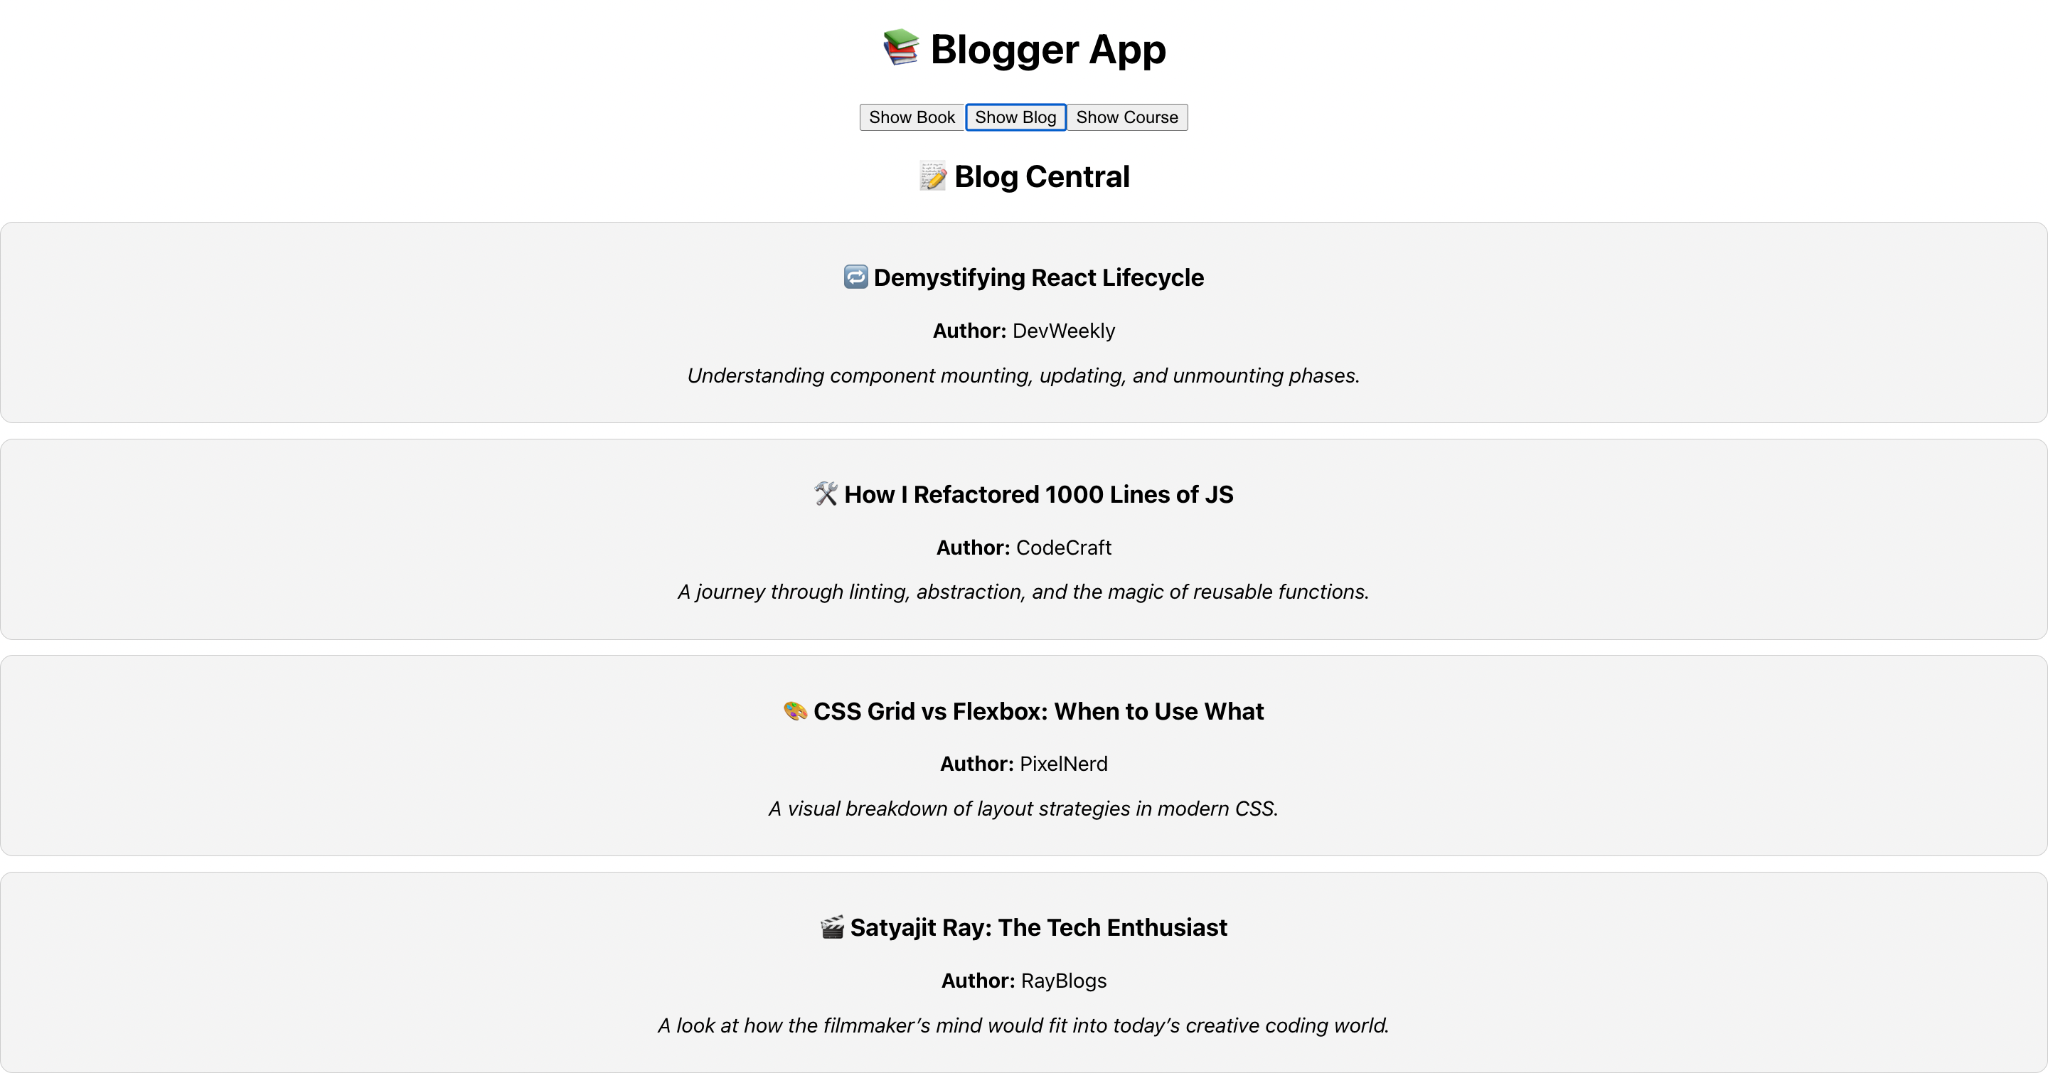 📚 Blogger App
Show Book Show Blog Show Course
📝 Blog Central
🔁 Demystifying React Lifecycle
Author: DevWeekly
Understanding component mounting, updating, and unmounting phases.
🛠️ How I Refactored 1000 Lines of JS
Author: CodeCraft
A journey through linting, abstraction, and the magic of reusable functions.
🎨 CSS Grid vs Flexbox: When to Use What
Author: PixelNerd
A visual breakdown of layout strategies in modern CSS.
🎬 Satyajit Ray: The Tech Enthusiast
Author: RayBlogs
A look at how the filmmaker’s mind would fit into today’s creative coding world.